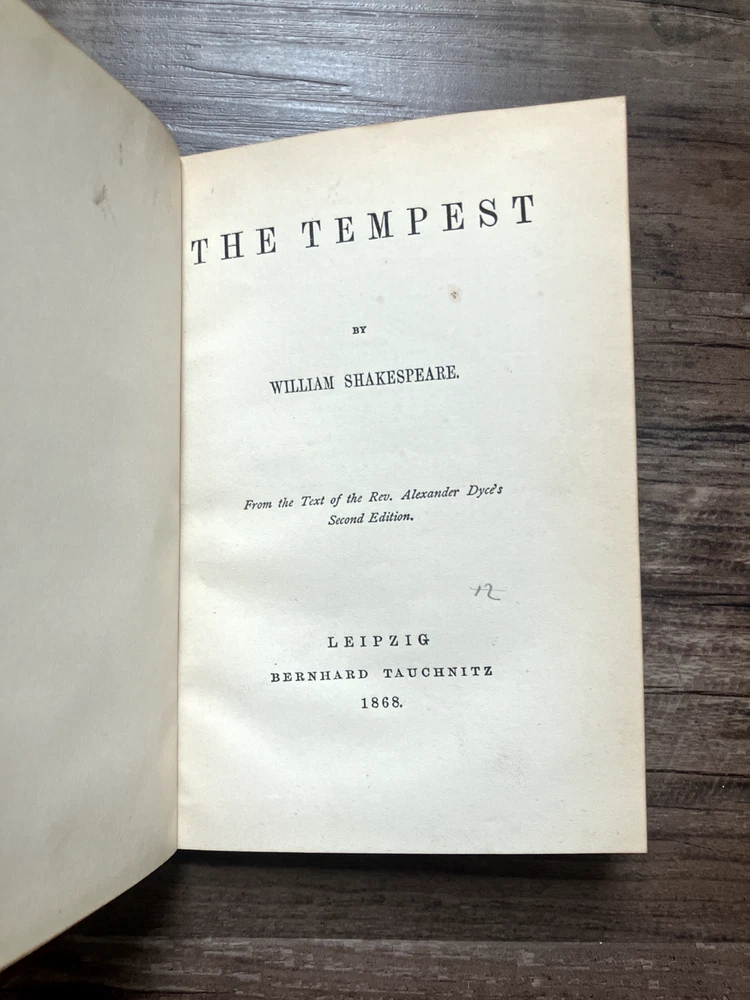 THE TEMPEST
BY
WILLIAM SHAKESPEARE.
From the Text of the Rev. Alexander Dyce's
Second Edition.
LEIPZIG
BERNHARD TAUCHNITZ
1868.